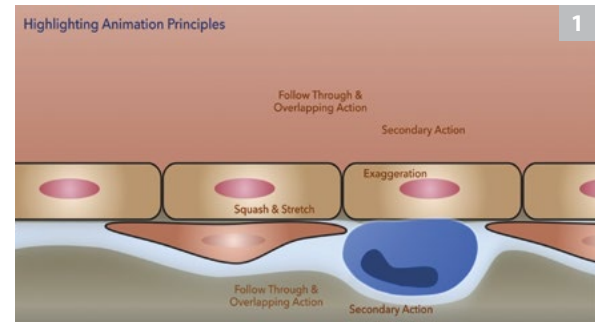 Highlighting Animation Principles
1
Follow Through &
Overlapping Action
Secondary Action
Exaggeration
Squash & Stretch
Follow Through &
Overlapping Action
Secondary Action